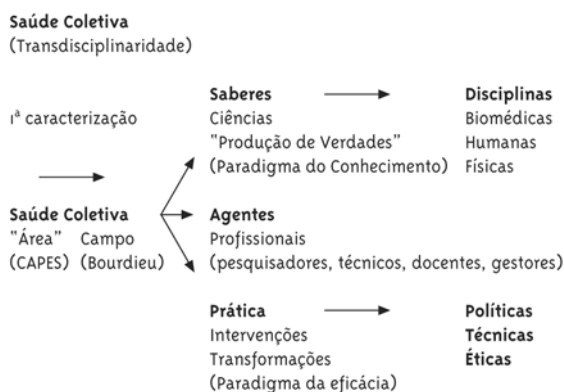 Saúde Coletiva
(Transdisciplinaridade)
Saberes
Disciplinas
1ª caracterização
Ciências
Biomédicas
"Produção de Verdades"
Humanas
(Paradigma do Conhecimento)
Físicas
Saúde Coletiva
Agentes
"Área" Campo
Profissionais
(CAPES) (Bourdieu)
(pesquisadores, técnicos, docentes, gestores)
Prática
Políticas
Intervenções
Técnicas
Transformações
Éticas
(Paradigma da eficácia)